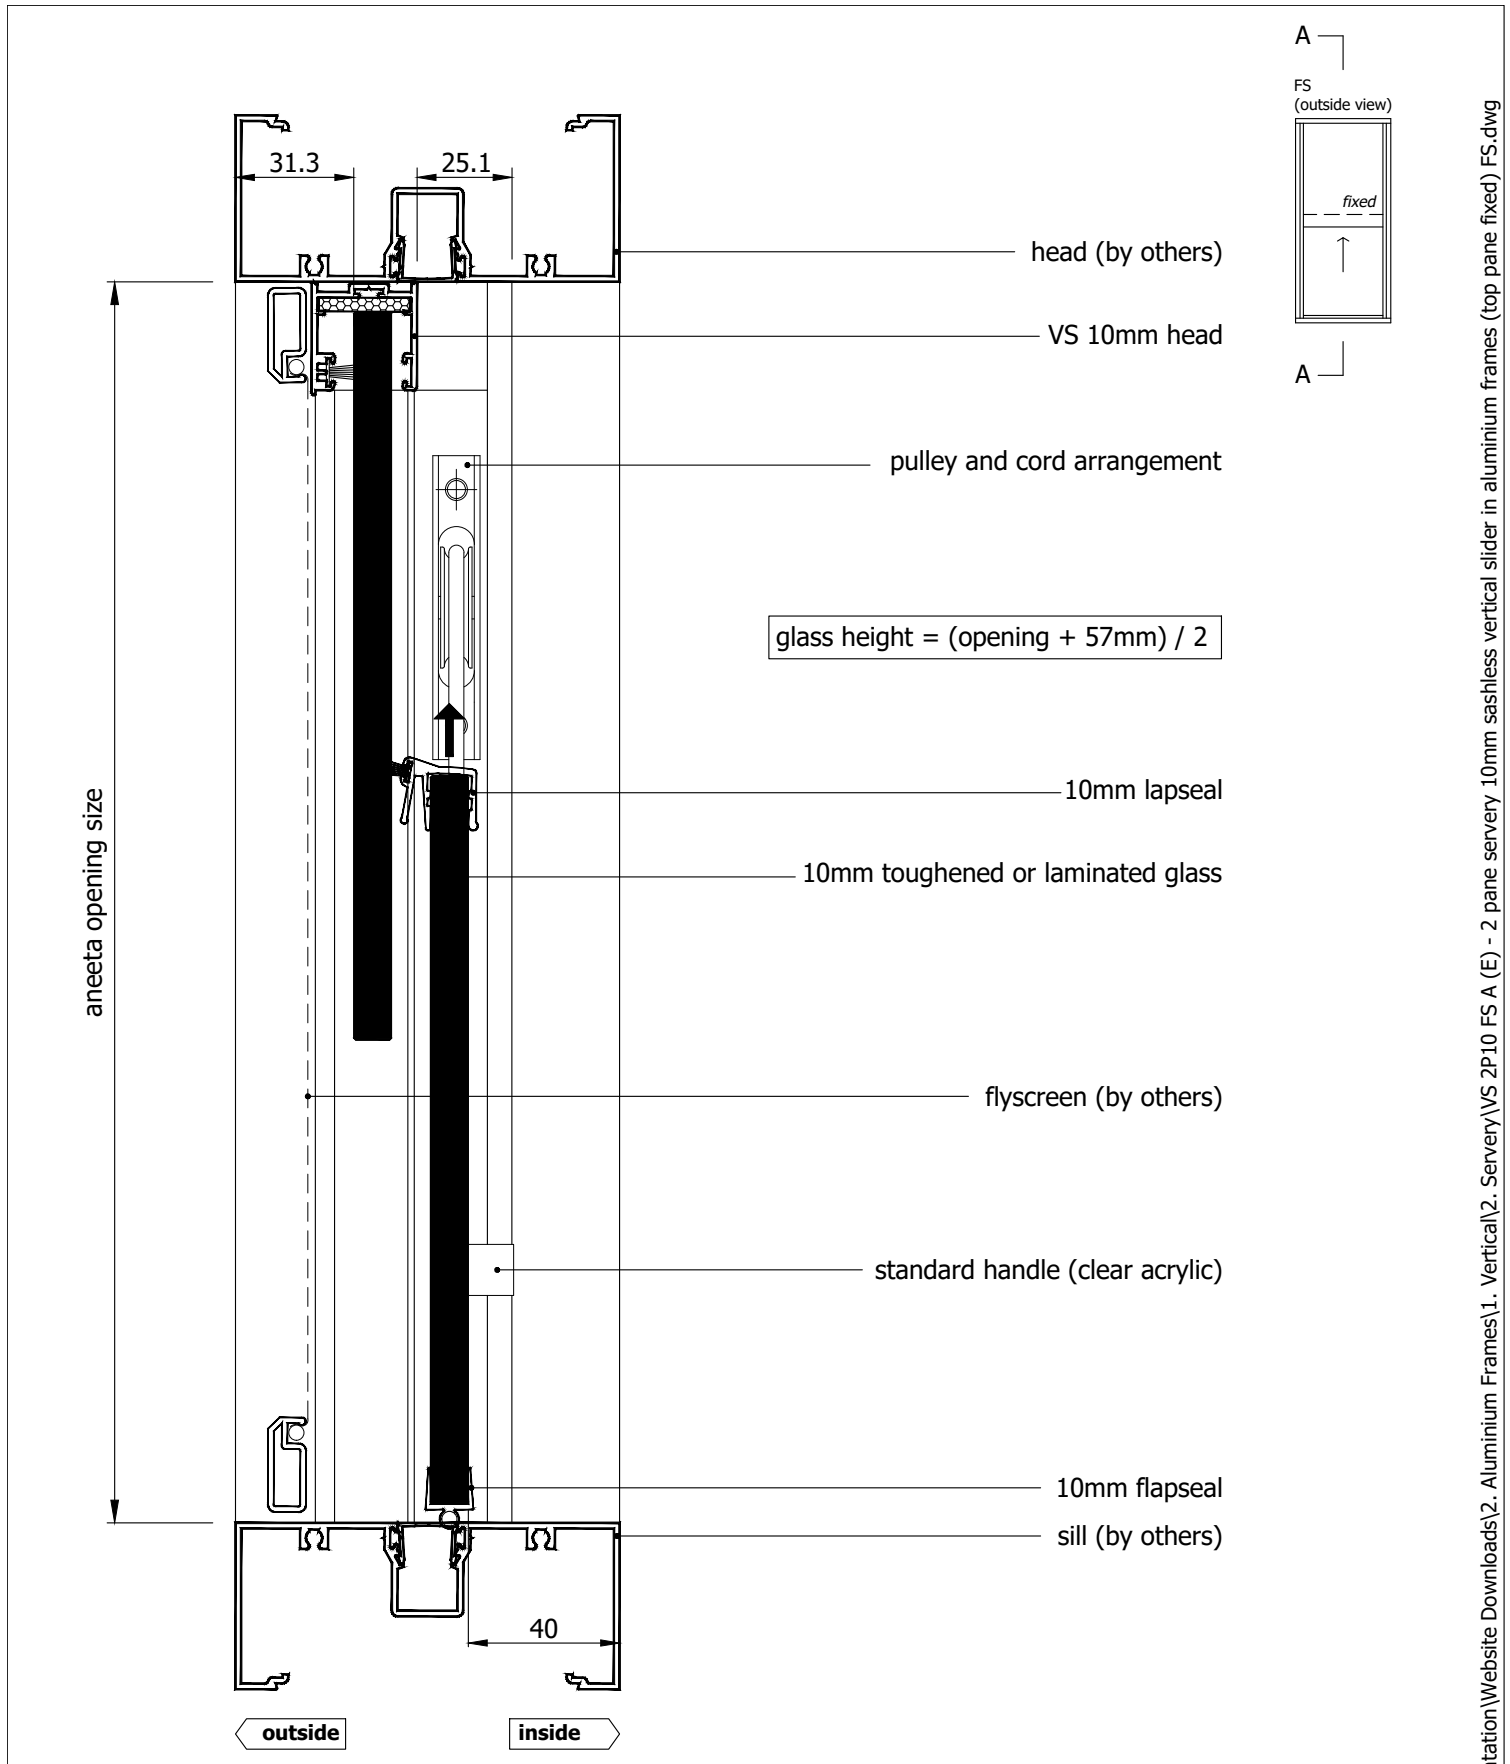 A
FS
(outside view)
fixed
A
31.3
25.1
head (by others)
VS 10mm head
pulley and cord arrangement
glass height = (opening + 57mm) / 2
10mm lapseal
aneeta opening size
10mm toughened or laminated glass
flyscreen (by others)
standard handle (clear acrylic)
10mm flapseal
sill (by others)
40
outside
inside
tation\Website Downloads\2. Aluminium Frames\1. Vertical\2. Servery\VS 2P10 FS A (E) - 2 pane servery 10mm sashless vertical slider in aluminium frames (top pane fixed) FS.dwg